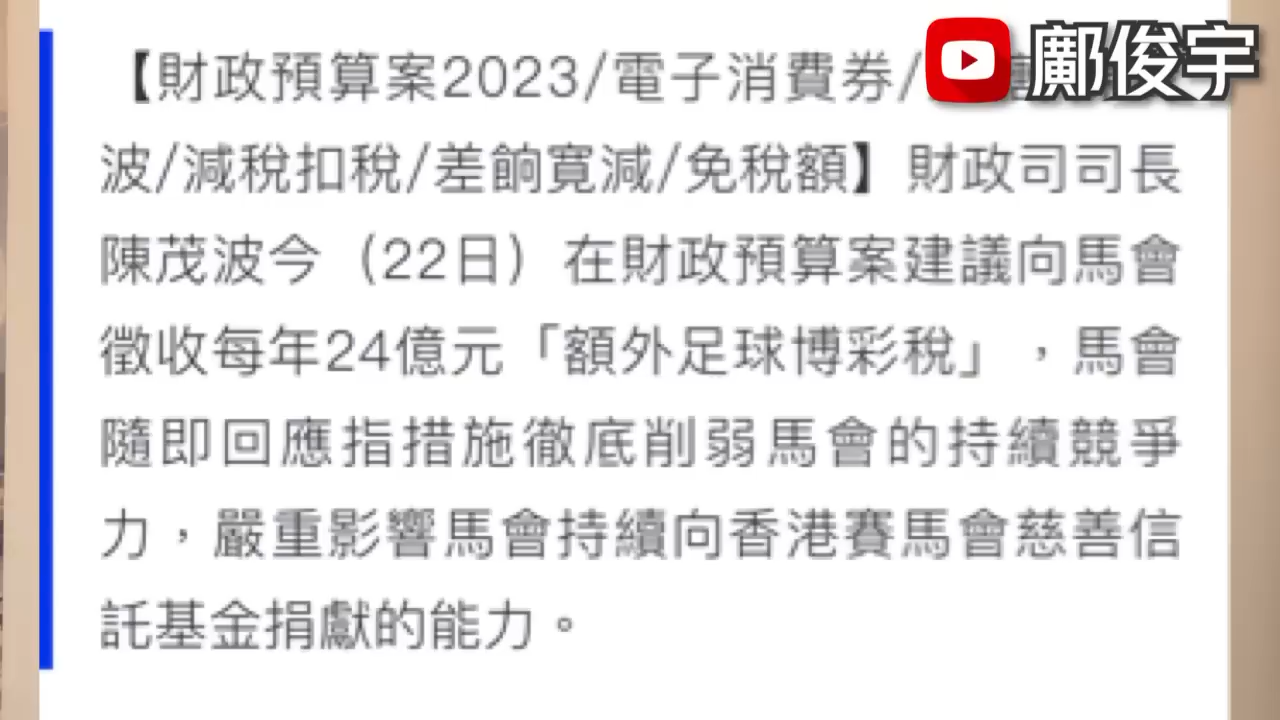 【財政預算案2023/電子消費券/
鄺俊宇
波/減稅扣稅/差餉寬減/免稅額】財政司司長
陳茂波今（22日）在財政預算案建議向馬會
徵收每年24億元「額外足球博彩稅」，馬會
隨即回應指措施徹底削弱馬會的持續競爭
力，嚴重影響馬會持續向香港賽馬會慈善信
託基金捐獻的能力。